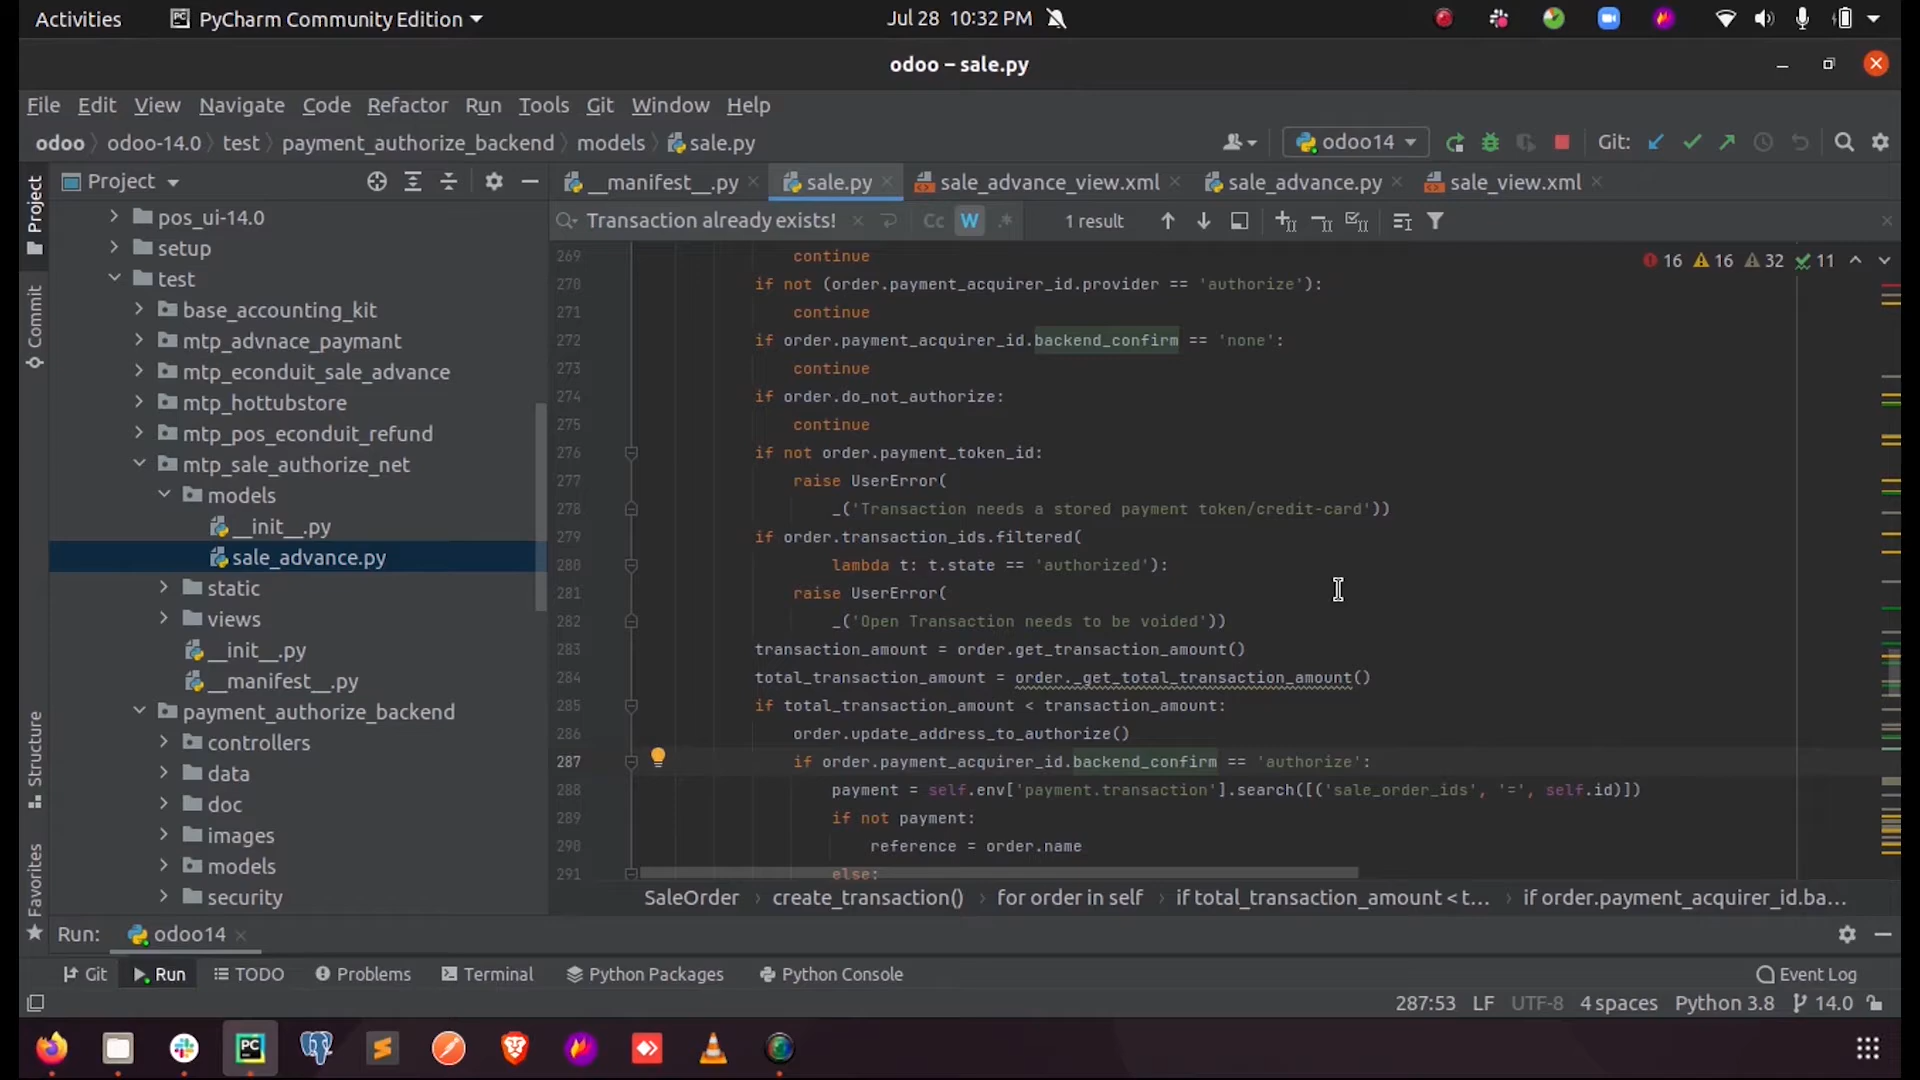 Activities
PyCharm Community Edition
Jul 28 10:32 PM
odoo – sale.py
File Edit View Navigate Code Refactor Run Tools Git Window Help
odoo odoo-14.0 test payment_authorize_backend models sale.py
odoo14
Git:
Project
__manifest__.py
sale.py
sale_advance_view.xml
sale_advance.py
sale_view.xml
Transaction already exists!
Cc W .*
1 result
16 16 32 11
Project
Commit
Structure
Favorites
pos_ui-14.0
setup
test
base_accounting_kit
mtp_advnace_paymant
mtp_econduit_sale_advance
mtp_hottubstore
mtp_pos_econduit_refund
mtp_sale_authorize_net
models
__init__.py
sale_advance.py
static
views
__init__.py
__manifest__.py
payment_authorize_backend
controllers
data
doc
images
models
security
269 continue
270 if not (order.payment_acquirer_id.provider == 'authorize'):
271 continue
272 if order.payment_acquirer_id.backend_confirm == 'none':
273 continue
274 if order.do_not_authorize:
275 continue
276 if not order.payment_token_id:
277 raise UserError(
278 _('Transaction needs a stored payment token/credit-card'))
279 if order.transaction_ids.filtered(
280 lambda t: t.state == 'authorized'):
281 raise UserError(
282 _('Open Transaction needs to be voided'))
283 transaction_amount = order.get_transaction_amount()
284 total_transaction_amount = order._get_total_transaction_amount()
285 if total_transaction_amount < transaction_amount:
286 order.update_address_to_authorize()
287 if order.payment_acquirer_id.backend_confirm == 'authorize':
288 payment = self.env['payment.transaction'].search([('sale_order_ids', '=', self.id)])
289 if not payment:
290 reference = order.name
291 else:
SaleOrder create_transaction() for order in self if total_transaction_amount < t... if order.payment_acquirer_id.ba...
Run: odoo14
Git Run TODO Problems Terminal Python Packages Python Console Event Log
287:53 LF UTF-8 4 spaces Python 3.8 14.0